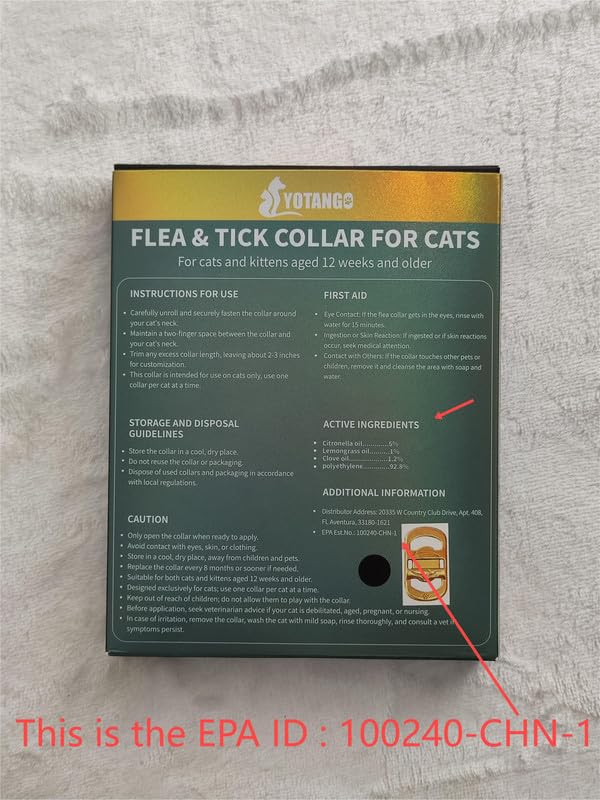 YOTANGO
FLEA & TICK COLLAR FOR CATS
For cats and kittens aged 12 weeks and older
INSTRUCTIONS FOR USE
• Carefully unroll and securely fasten the collar around
your cat's neck.
• Maintain a two-finger space between the collar and
your cat's neck.
• Trim any excess collar length, leaving about 2-3 inches
for customization.
• This collar is intended for use on cats only, use one
collar per cat at a time.
FIRST AID
• Eye Contact: If the flea collar gets in the eyes, rinse with
water for 15 minutes.
• Ingestion or Skin Reaction: If ingested or if skin reactions
occur, seek medical attention.
• Contact with Others: If the collar touches other pets or
children, remove it and cleanse the area with soap and
water.
STORAGE AND DISPOSAL
GUIDELINES
• Store the collar in a cool, dry place.
• Do not reuse the collar or packaging.
• Dispose of used collars and packaging in accordance
with local regulations.
ACTIVE INGREDIENTS
• Citronella oil............6%
• Lemongrass oil....1%
• Clove oil.................1.2%
• polyethylene........92.8%
ADDITIONAL INFORMATION
• Distributor Address: 20335 W Country Club Drive, Apt. 408,
FL Aventura, 33180-1621
• EPA Est.No.: 100240-CHN-1
CAUTION
• Only open the collar when ready to apply.
• Avoid contact with eyes, skin, or clothing.
• Store in a cool, dry place, away from children and pets.
• Replace the collar every 8 months or sooner if needed.
• Suitable for both cats and kittens aged 12 weeks and older.
• Designed exclusively for cats; use one collar per cat at a time.
• Keep out of reach of children; do not allow them to play with the collar.
• Before application, seek veterinarian advice if your cat is debilitated, aged, pregnant, or nursing.
• In case of irritation, remove the collar, wash the cat with mild soap, rinse thoroughly, and consult a vet if
symptoms persist.
This is the EPA ID : 100240-CHN-1